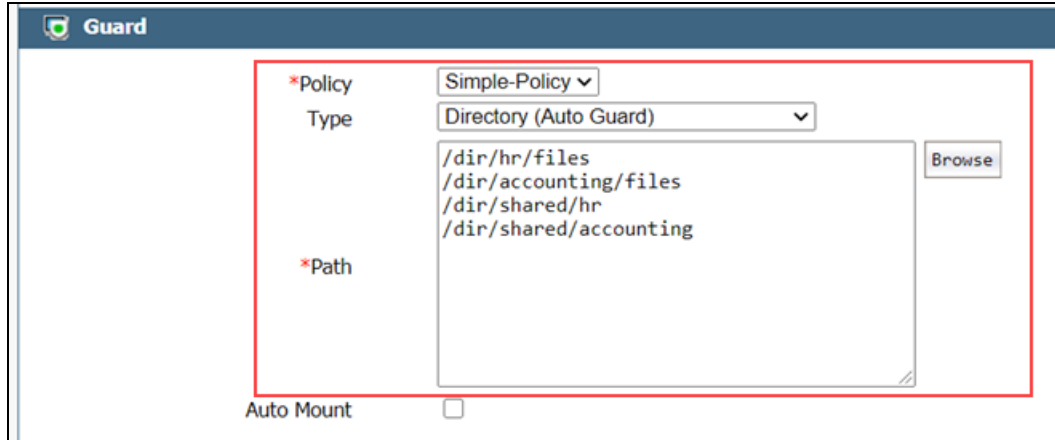 Guard
*Policy Simple-Policy
Type Directory (Auto Guard)
/dir/hr/files
/dir/accounting/files
/dir/shared/hr
/dir/shared/accounting
Browse
*Path
Auto Mount